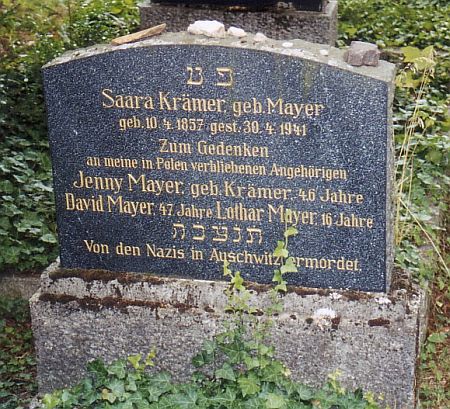 פ ט
Saara Krämer, geb. Mayer
geb. 10. 4. 1857 gest. 30. 4. 1941
Zum Gedenken
an meine in Polen verbliebenen Angehörigen
Jenny Mayer, geb. Krämer, 46 Jahre
David Mayer, 47 Jahre Lothar Mayer, 16 Jahre
תנצבה
Von den Nazis in Auschwitz ermordet.